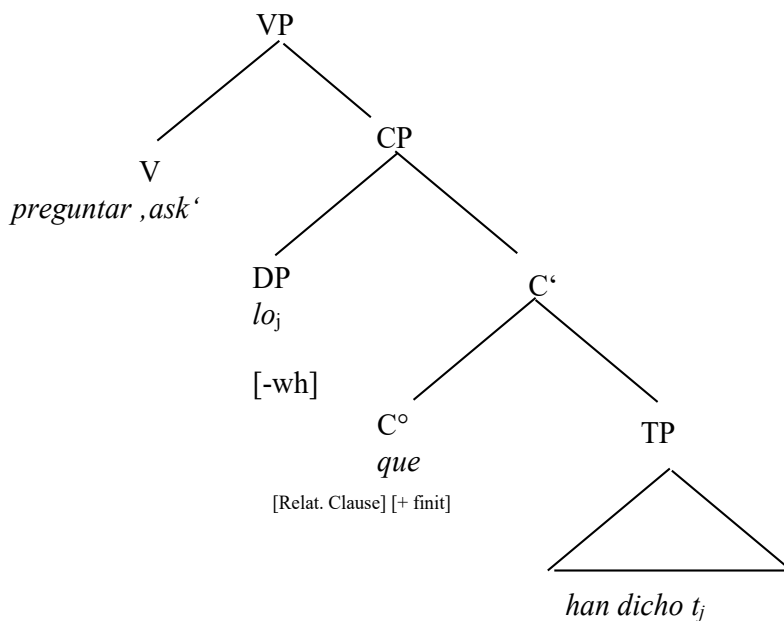 VP
V
preguntar ‚ask‘
CP
DP
loⱼ
[-wh]
C‘
C°
que
[Relat. Clause] [+ finit]
TP
han dicho tⱼ